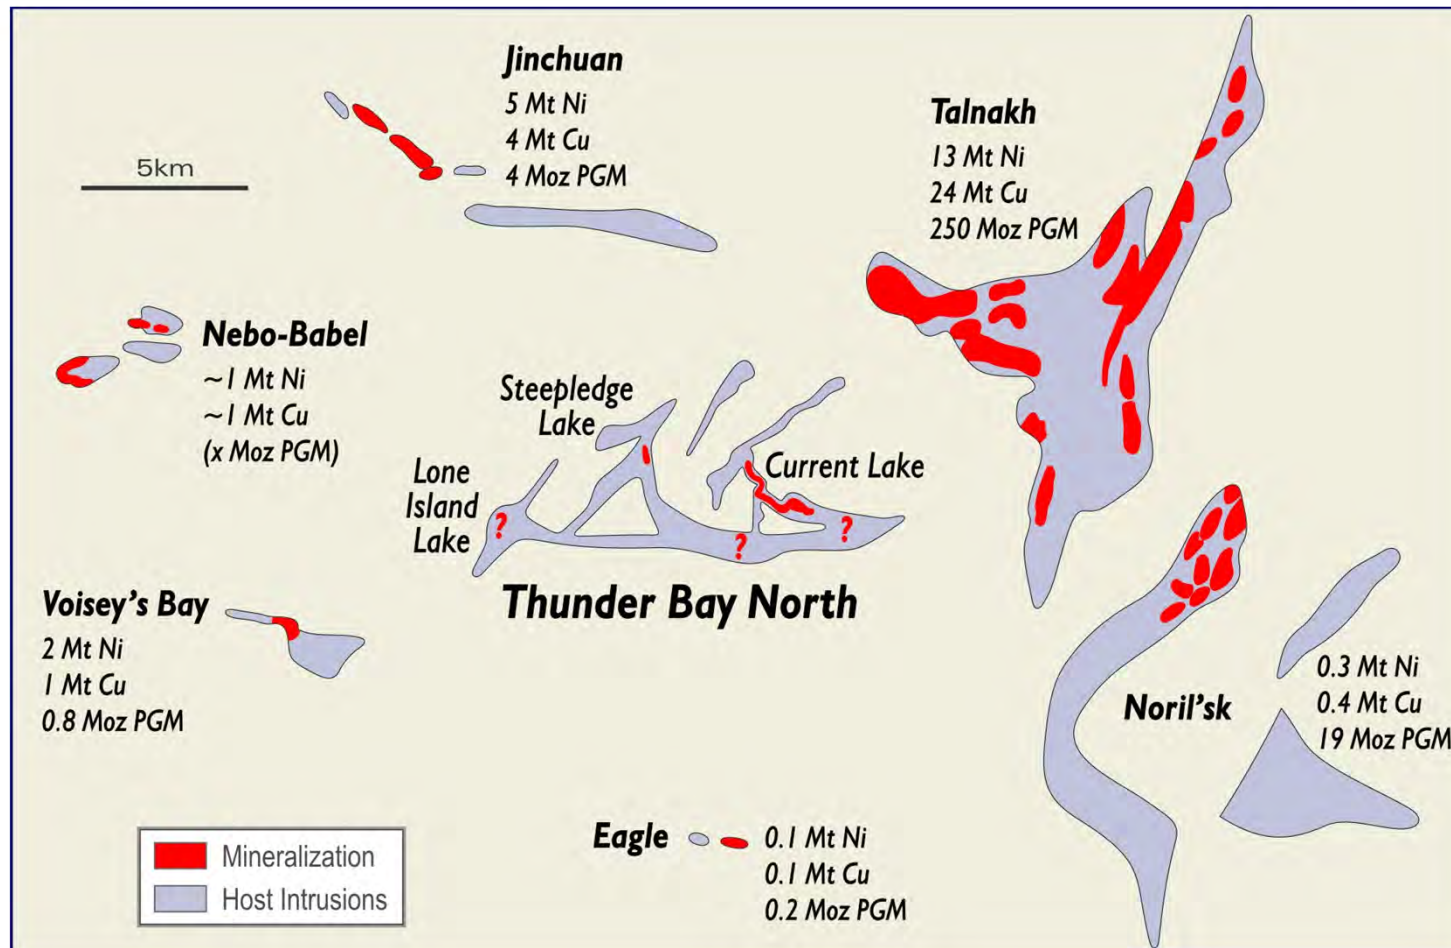 Jinchuan
5 Mt Ni
4 Mt Cu
4 Moz PGM
5km
Talnakh
13 Mt Ni
24 Mt Cu
250 Moz PGM
Nebo-Babel
~1 Mt Ni
~1 Mt Cu
(x Moz PGM)
Steepledge
Lake
Lone
Island
Lake
Current Lake
?
?
?
Thunder Bay North
Voisey's Bay
2 Mt Ni
1 Mt Cu
0.8 Moz PGM
Noril'sk
0.3 Mt Ni
0.4 Mt Cu
19 Moz PGM
Eagle
0.1 Mt Ni
0.1 Mt Cu
0.2 Moz PGM
Mineralization
Host Intrusions